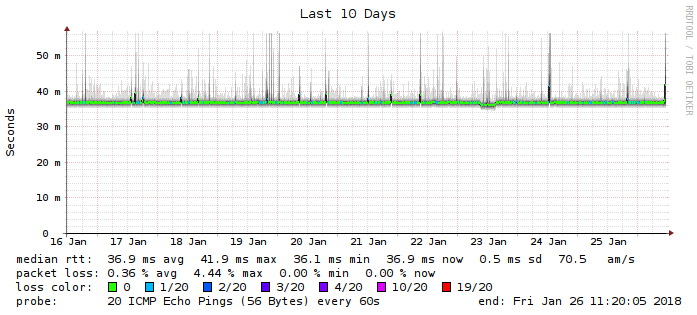 Last 10 Days
RRDTOOL / TOBI OETIKER
Seconds
50 m
40 m
30 m
20 m
10 m
0
16 Jan 17 Jan 18 Jan 19 Jan 20 Jan 21 Jan 22 Jan 23 Jan 24 Jan 25 Jan
median rtt: 36.9 ms avg 41.9 ms max 36.1 ms min 36.9 ms now 0.5 ms sd 70.5 am/s
packet loss: 0.36 % avg 4.44 % max 0.00 % min 0.00 % now
loss color: 0 1/20 2/20 3/20 4/20 10/20 19/20
probe: 20 ICMP Echo Pings (56 Bytes) every 60s end: Fri Jan 26 11:20:05 2018